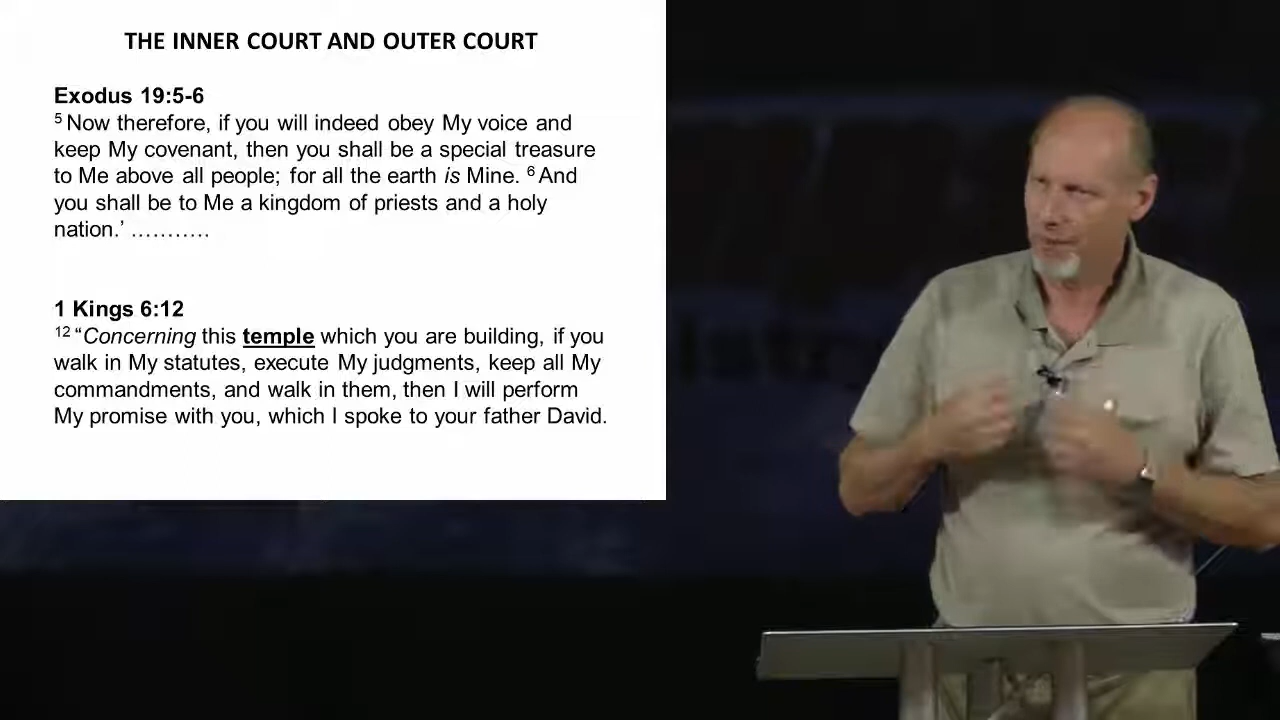 THE INNER COURT AND OUTER COURT
Exodus 19:5-6
5 Now therefore, if you will indeed obey My voice and
keep My covenant, then you shall be a special treasure
to Me above all people; for all the earth is Mine. 6 And
you shall be to Me a kingdom of priests and a holy
nation.’ ………..
1 Kings 6:12
12 “Concerning this temple which you are building, if you
walk in My statutes, execute My judgments, keep all My
commandments, and walk in them, then I will perform
My promise with you, which I spoke to your father David.